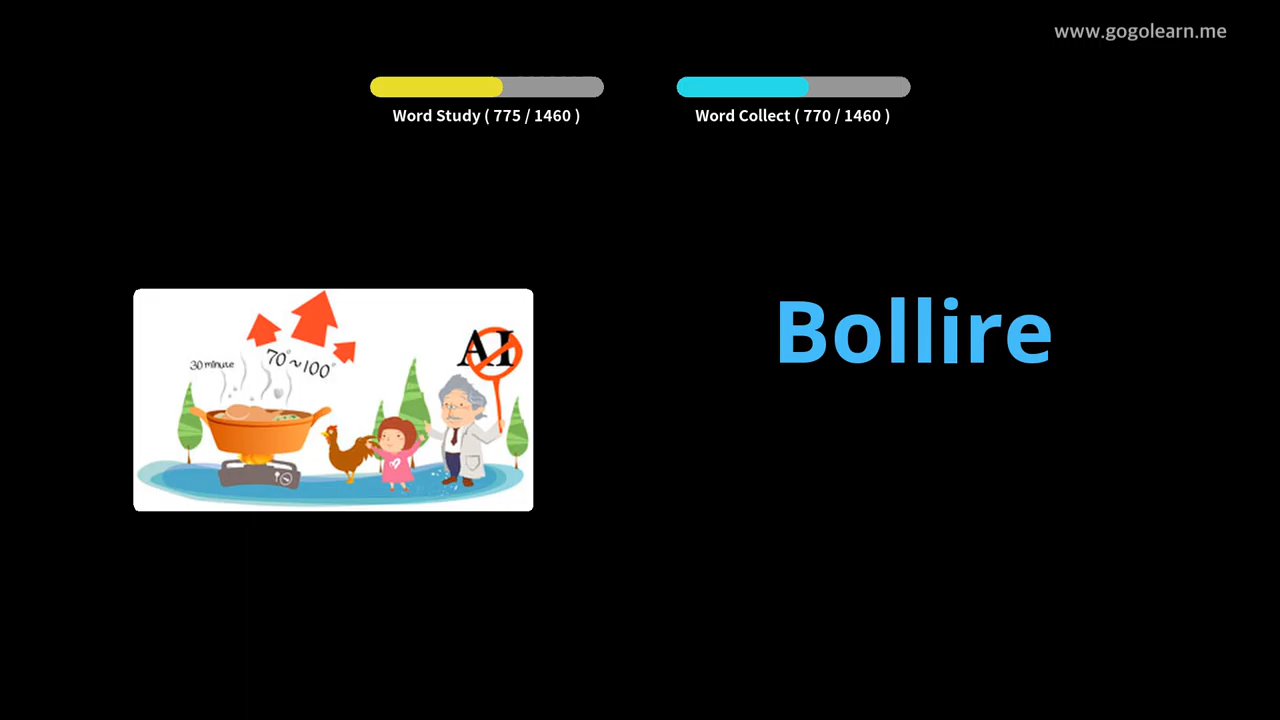 www.gogolearn.me
Word Study ( 775 / 1460 )
Word Collect ( 770 / 1460 )
Bollire
30 minute
70°~100°
AI